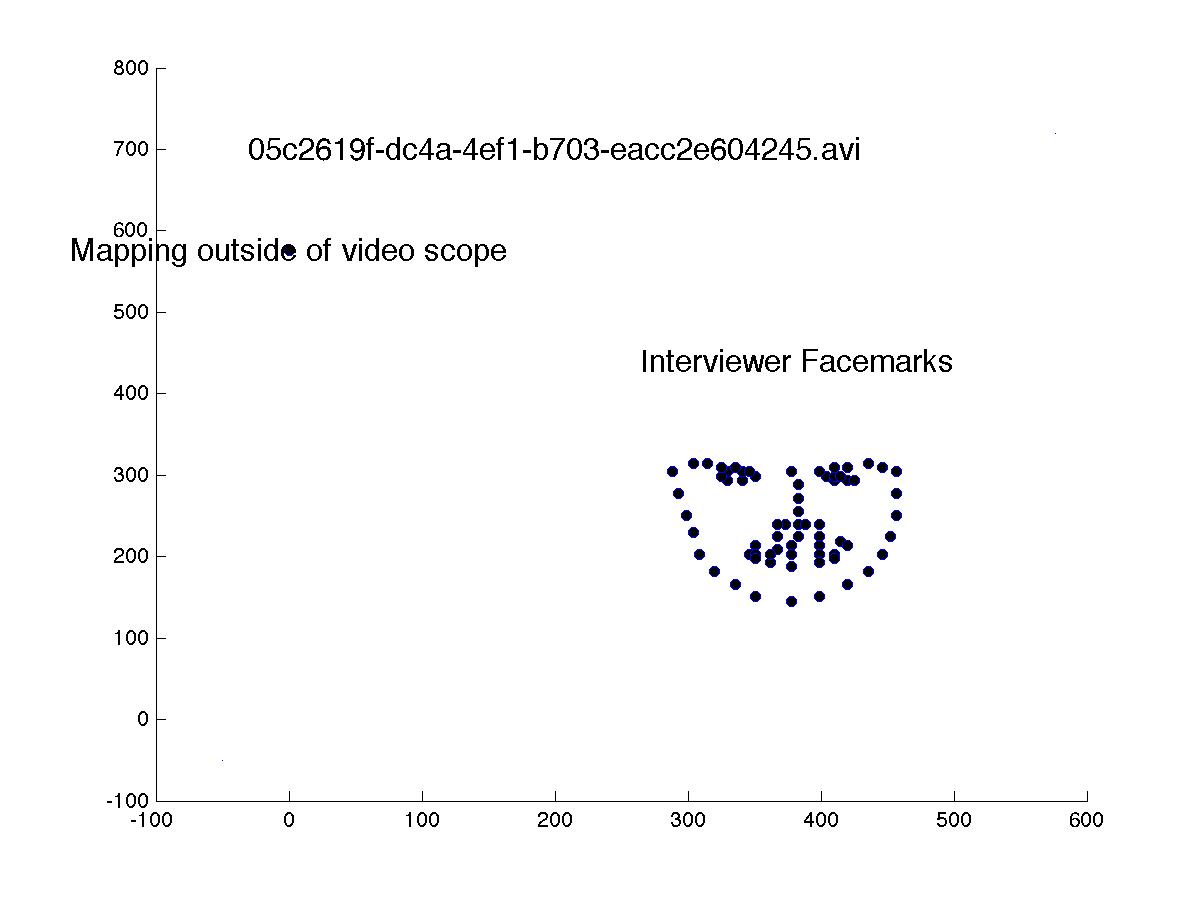 800
700
05c2619f-dc4a-4ef1-b703-eacc2e604245.avi
600
Mapping outside of video scope
500
Interviewer Facemarks
400
300
200
100
0
-100
-100 0 100 200 300 400 500 600